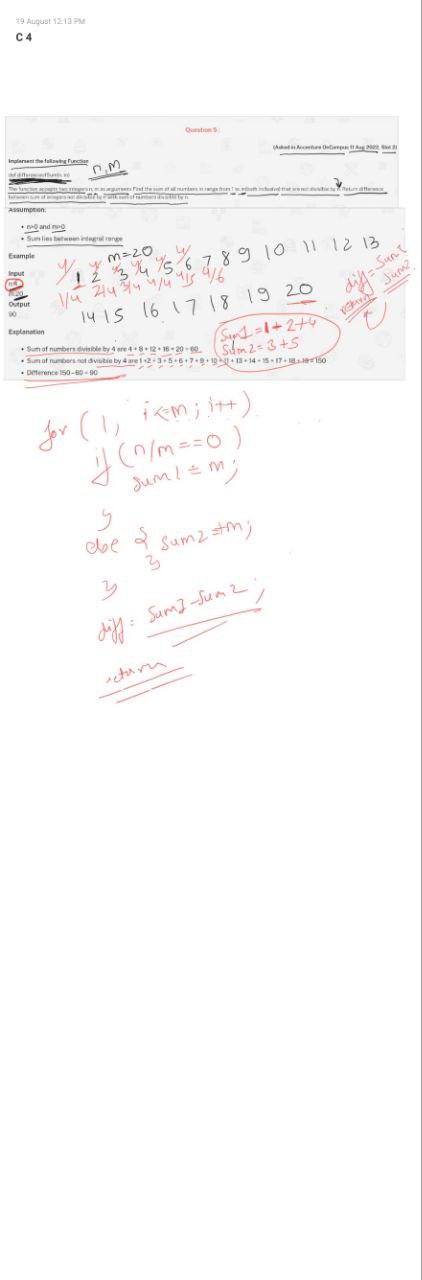 19 August 12:13 PM
C 4
Question 5 :
(Asked in Accenture OnCampus 11 Aug 2022, Slot 2)
Implement the following Function
n,m
def differenceofSum(n, m)
The function accepts two integers n, m as arguments Find the sum of all numbers in range from 1 to m(both inclusive) that are not divisible by n. Return difference
between sum of integers not divisible by n with sum of numbers divisible by n.
Assumption:
n>0 and m>0
Sum lies between integral range
Example
m=20
1 2 3 4 5 6 7 8 9 10 11 12 13
Input
n:4
m:20
1/4 2/4 3/4 4/4 4/5 4/6
20
14 15 16 17 18 19
diff = Sum1
Sum2
return
Output
90
Sum1 = 1+2+4
Sum2 = 3+5
Explanation
Sum of numbers divisible by 4 are 4 + 8 + 12 + 16 + 20 = 60
Sum of numbers not divisible by 4 are 1 +2 + 3 + 5 + 6 + 7 + 9 + 10 + 11 + 13 + 14 + 15 + 17 + 18 + 19 = 150
Difference 150 – 60 = 90
for (1, i<=m; i++)
if (n/m==0)
sum1 = m;
}
else { sum2 =+m;
}
}
diff = Sum1-Sum2 ;
return